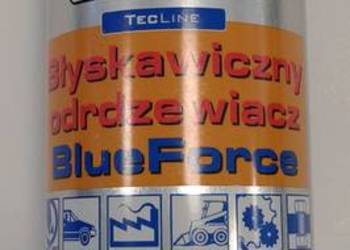 TECLINE
Błyskawiczny
odrdzewiacz
BlueForce